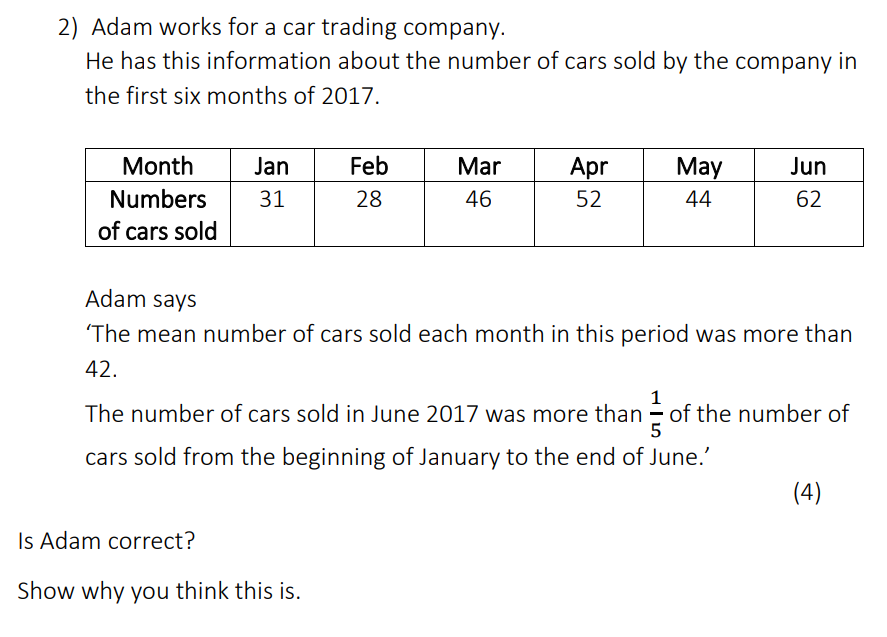 2) Adam works for a car trading company.
He has this information about the number of cars sold by the company in
the first six months of 2017.
Month Jan Feb Mar Apr May Jun
Numbers 31 28 46 52 44 62
of cars sold
Adam says
‘The mean number of cars sold each month in this period was more than
42.
The number of cars sold in June 2017 was more than 1/5 of the number of
cars sold from the beginning of January to the end of June.’
(4)
Is Adam correct?
Show why you think this is.